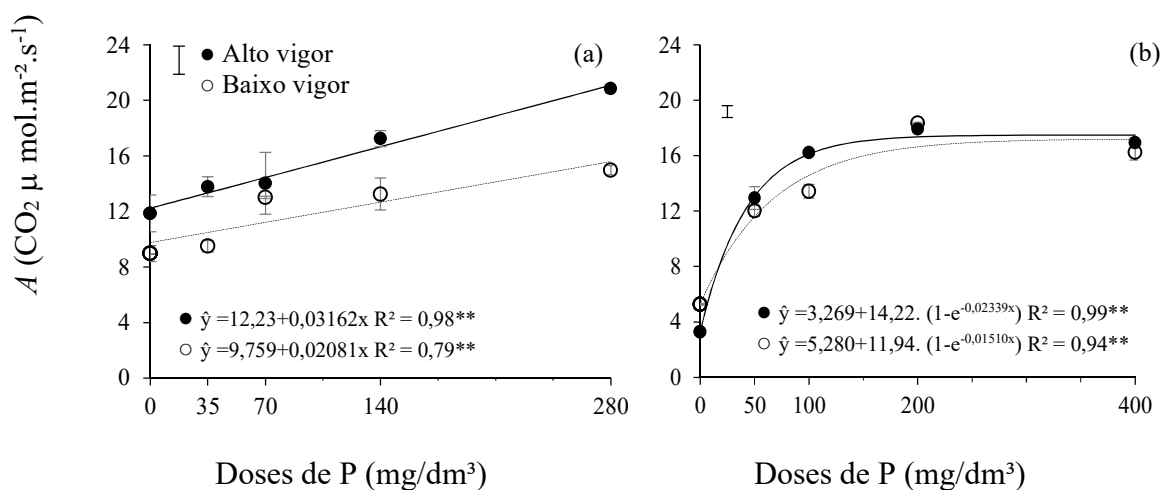 A (CO₂ µ mol.m⁻².s⁻¹)
24
20
16
12
8
4
0
Alto vigor
Baixo vigor
(a)
ŷ =12,23+0,03162x R² = 0,98**
ŷ =9,759+0,02081x R² = 0,79**
0 35 70 140 280
Doses de P (mg/dm³)
24
20
16
12
8
4
0
(b)
ŷ =3,269+14,22. (1-e⁻⁰,⁰²³³⁹ˣ) R² = 0,99**
ŷ =5,280+11,94. (1-e⁻⁰,⁰¹⁵¹⁰ˣ) R² = 0,94**
0 50 100 200 400
Doses de P (mg/dm³)